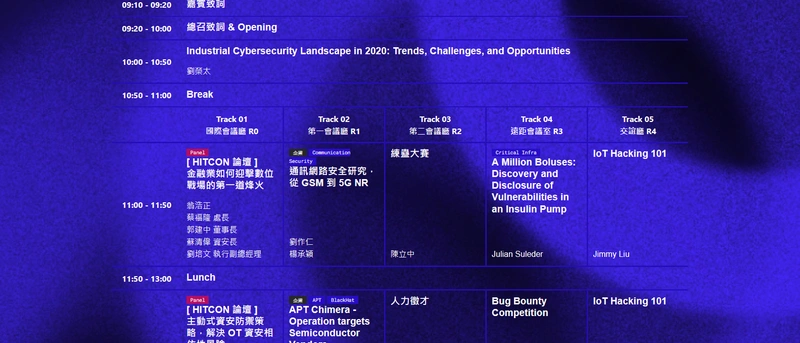 09:10 - 09:20 嘉賓致詞
09:20 - 10:00 總召致詞 & Opening
10:00 - 10:50 Industrial Cybersecurity Landscape in 2020: Trends, Challenges, and Opportunities
劉榮太
10:50 - 11:00 Break
Track 01
國際會議廳 R0
Track 02
第一會議廳 R1
Track 03
第二會議廳 R2
Track 04
遠距會議室 R3
Track 05
交誼廳 R4
11:00 - 11:50
Panel
[ HITCON 論壇 ]
金融業如何迎擊數位
戰場的第一道烽火
翁浩正
蔡福隆 處長
郭建中 董事長
蘇清偉 資安長
劉培文 執行副總經理
企業 Communication
Security
通訊網路安全研究，
從 GSM 到 5G NR
劉作仁
楊承穎
練蠱大賽
陳立中
Critical Infra
A Million Boluses:
Discovery and
Disclosure of
Vulnerabilities in
an Insulin Pump
Julian Suleder
IoT Hacking 101
Jimmy Liu
11:50 - 13:00 Lunch
Panel
[ HITCON 論壇 ]
主動式資安防禦策
略，解決 OT 資安相
企業 APT BlackHat
APT Chimera -
Operation targets
Semiconductor
人力徵才
Bug Bounty
Competition
IoT Hacking 101